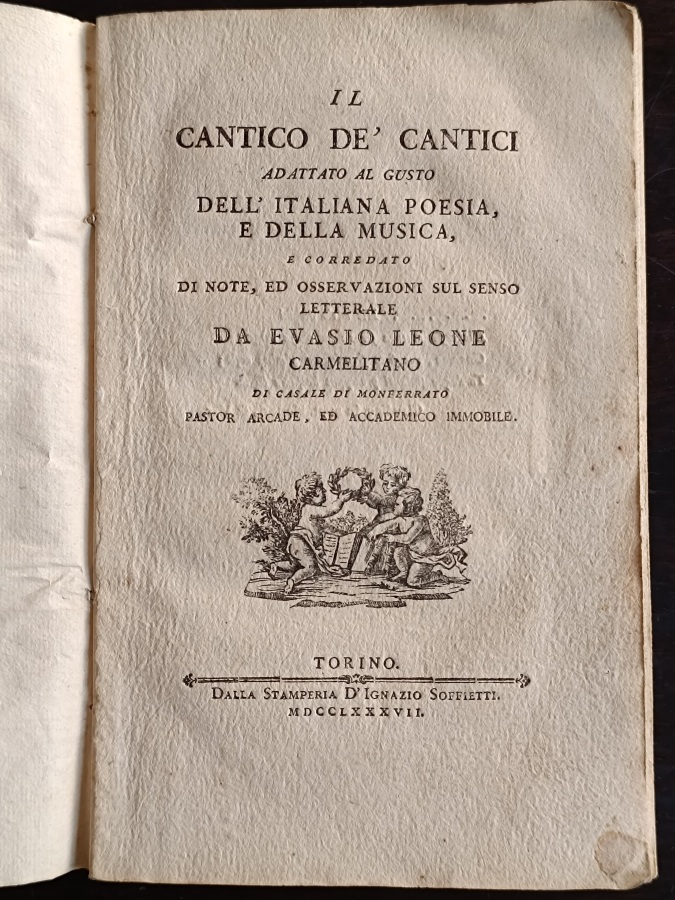 IL
CANTICO DE' CANTICI
ADATTATO AL GUSTO
DELL' ITALIANA POESIA,
E DELLA MUSICA,
E CORREDATO
DI NOTE, ED OSSERVAZIONI SUL SENSO
LETTERALE
DA EVASIO LEONE
CARMELITANO
DI CASALE DI MONFERRATO
PASTOR ARCADE, ED ACCADEMICO IMMOBILE.
TORINO.
DALLA STAMPERIA D'IGNAZIO SOFFIETTI.
MDCCLXXXVII.